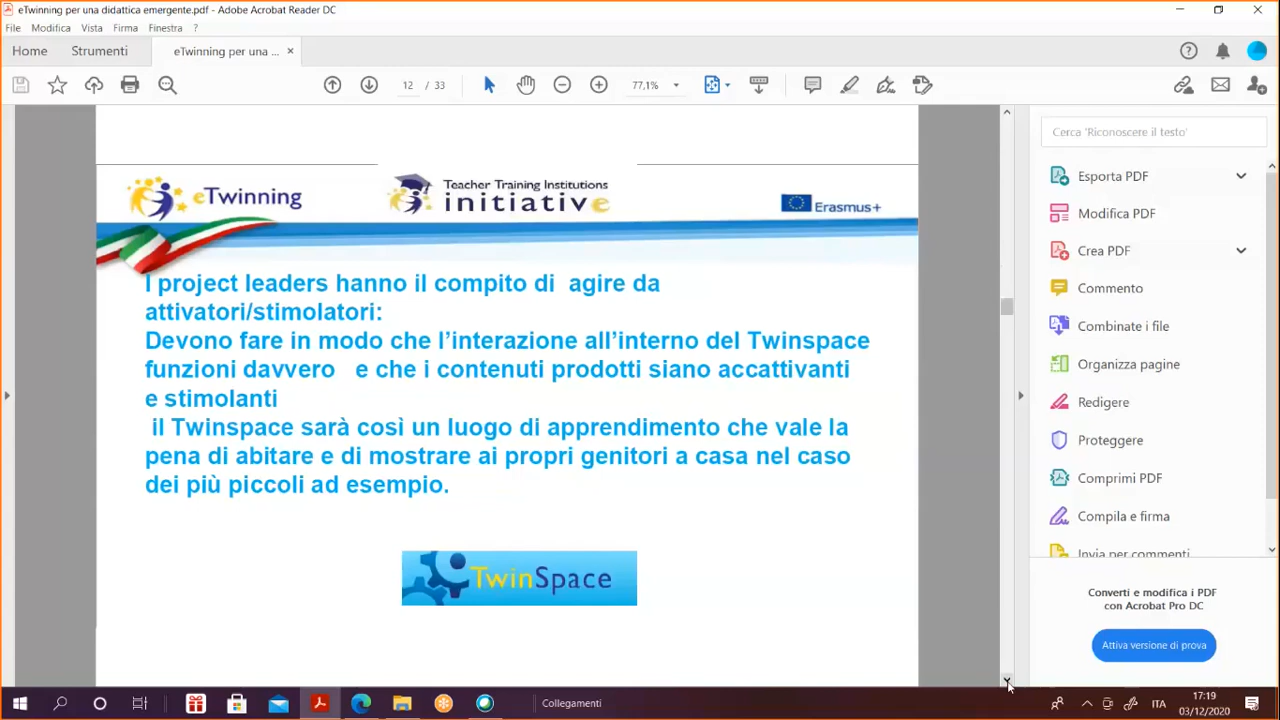 eTwinning per una didattica emergente.pdf - Adobe Acrobat Reader DC
File Modifica Vista Firma Finestra ?
Home Strumenti eTwinning per una ... ×
12 / 33 77,1%
eTwinning
Teacher Training Institutions
initiative
Erasmus+
I project leaders hanno il compito di agire da
attivatori/stimolatori:
Devono fare in modo che l’interazione all’interno del Twinspace
funzioni davvero e che i contenuti prodotti siano accattivanti
e stimolanti
il Twinspace sarà così un luogo di apprendimento che vale la
pena di abitare e di mostrare ai propri genitori a casa nel caso
dei più piccoli ad esempio.
TwinSpace
Cerca 'Riconoscere il testo'
Esporta PDF
Modifica PDF
Crea PDF
Commento
Combinate i file
Organizza pagine
Redigere
Proteggere
Comprimi PDF
Compila e firma
Invia per commenti
Converti e modifica i PDF
con Acrobat Pro DC
Attiva versione di prova
Collegamenti
ITA
17:19
03/12/2020